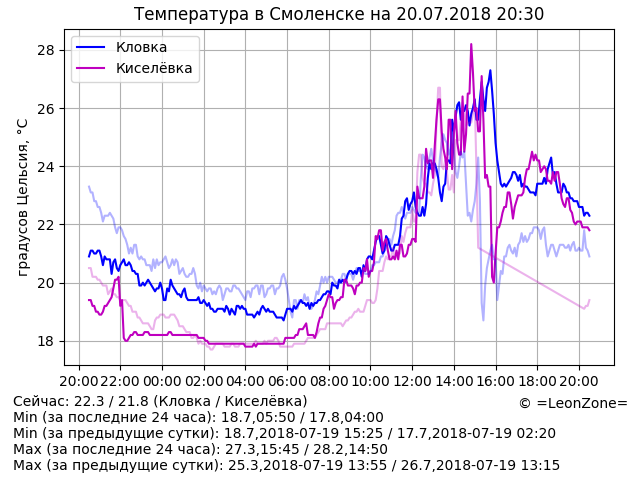 Температура в Смоленске на 20.07.2018 20:30
Кловка
Киселёвка
градусов Цельсия, °C
28
26
24
22
20
18
20:00 22:00 00:00 02:00 04:00 06:00 08:00 10:00 12:00 14:00 16:00 18:00 20:00
Сейчас: 22.3 / 21.8 (Кловка / Киселёвка)
© =LeonZone=
Min (за последние 24 часа): 18.7,05:50 / 17.8,04:00
Min (за предыдущие сутки): 18.7,2018-07-19 15:25 / 17.7,2018-07-19 02:20
Max (за последние 24 часа): 27.3,15:45 / 28.2,14:50
Max (за предыдущие сутки): 25.3,2018-07-19 13:55 / 26.7,2018-07-19 13:15